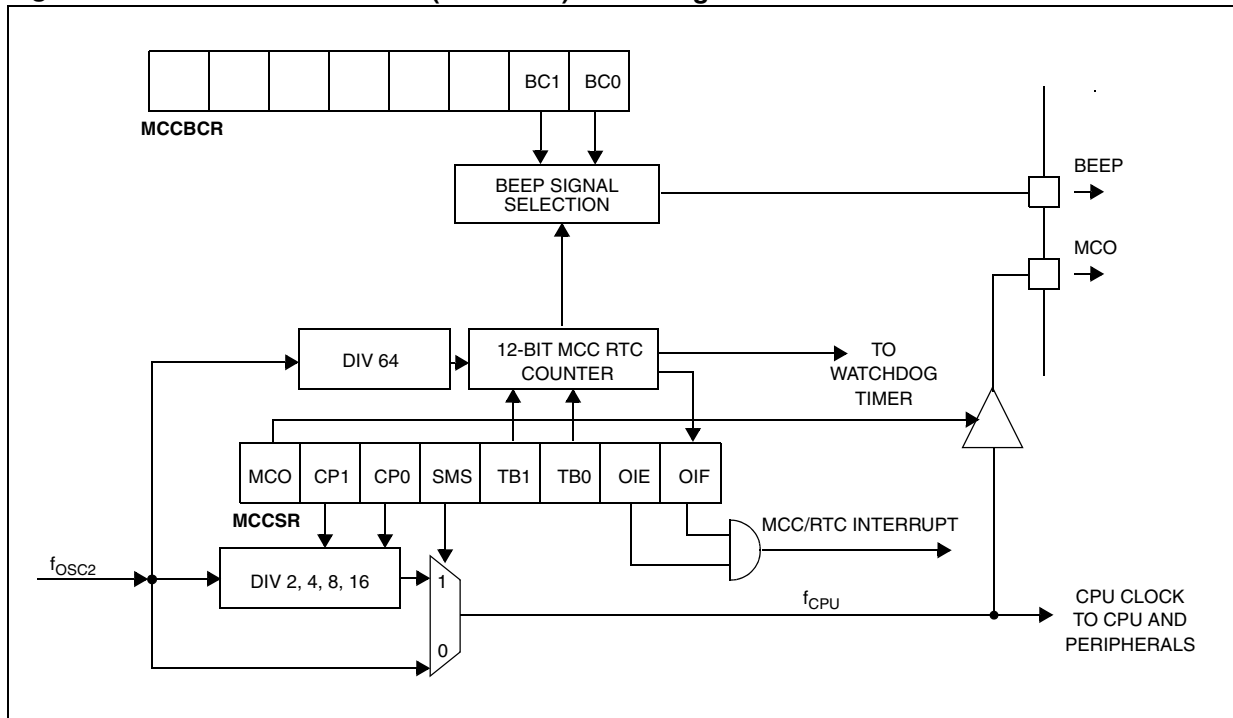 BC1 BC0
MCCBCR
BEEP SIGNAL
SELECTION
BEEP
MCO
DIV 64
12-BIT MCC RTC
COUNTER
TO
WATCHDOG
TIMER
MCO CP1 CP0 SMS TB1 TB0 OIE OIF
MCCSR
MCC/RTC INTERRUPT
fOSC2
DIV 2, 4, 8, 16
1
0
fCPU
CPU CLOCK
TO CPU AND
PERIPHERALS